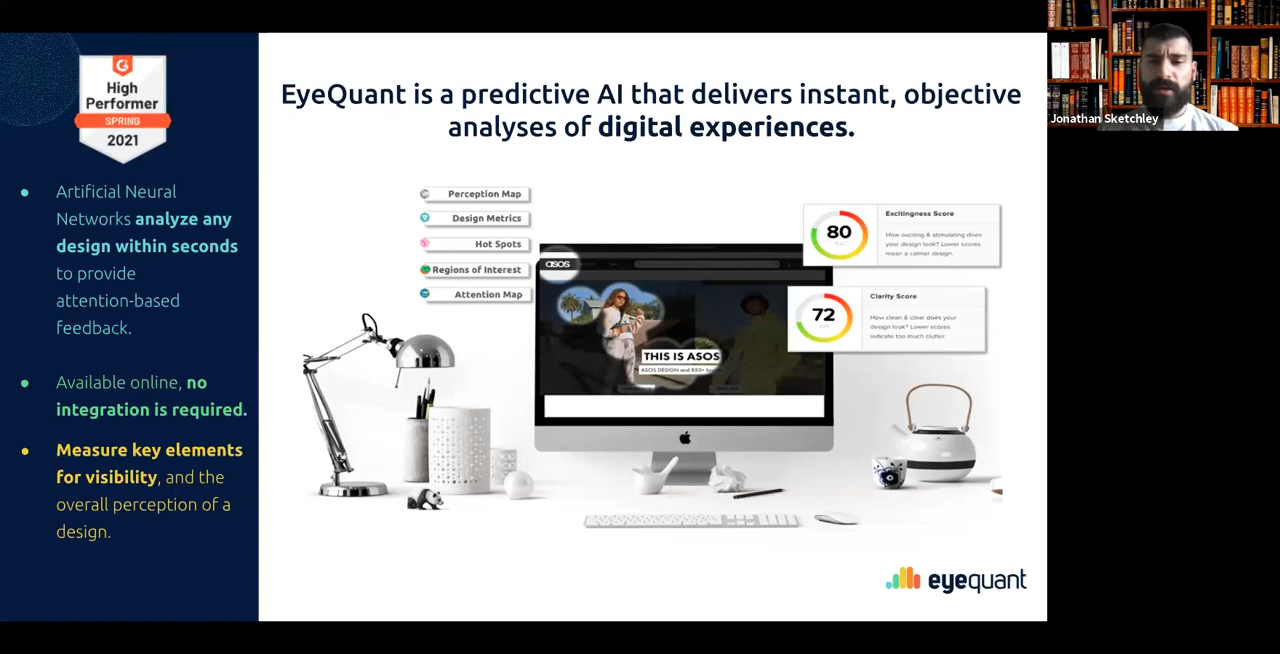 High
Performer
SPRING
2021
Artificial Neural
Networks analyze any
design within seconds
to provide
attention-based
feedback.
Available online, no
integration is required.
Measure key elements
for visibility, and the
overall perception of a
design.
EyeQuant is a predictive AI that delivers instant, objective
analyses of digital experiences.
Perception Map
Design Metrics
Hot Spots
Regions of Interest
Attention Map
asos
THIS IS ASOS
ASOS DESIGN and 850+
80
Excitingness Score
How exciting & stimulating does
your design look? Lower scores
mean a calmer design.
72
Clarity Score
How clean & clear does your
design look? Lower scores
indicate too much clutter.
eyequant
Jonathan Sketchley